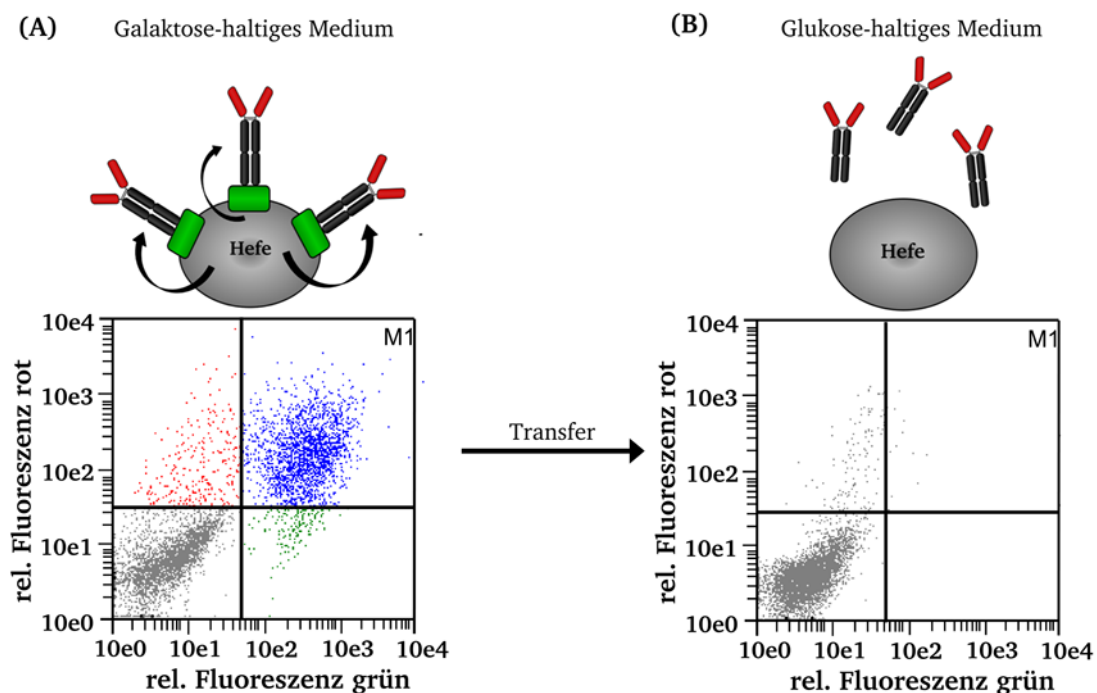 (A) Galaktose-haltiges Medium
Hefe
10e4
M1
10e3
10e2
10e1
10e0
rel. Fluoreszenz rot
10e0 10e1 10e2 10e3 10e4
rel. Fluoreszenz grün
Transfer
(B) Glukose-haltiges Medium
Hefe
10e4
M1
10e3
10e2
10e1
10e0
rel. Fluoreszenz rot
10e0 10e1 10e2 10e3 10e4
rel. Fluoreszenz grün